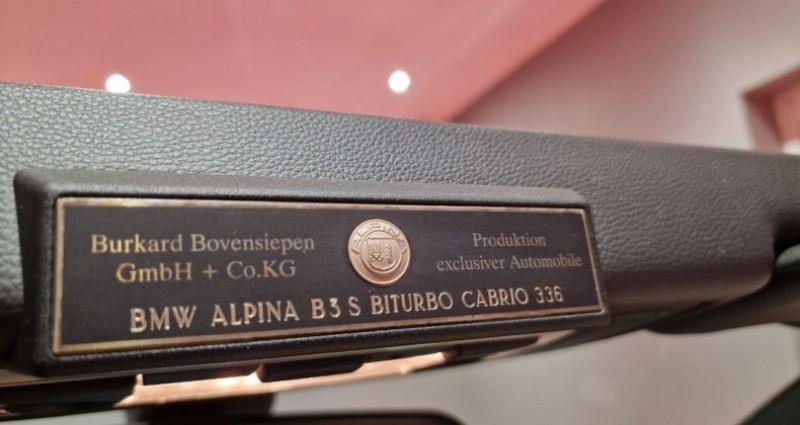 Burkard Bovensiepen
GmbH + Co.KG
Produktion
exclusiver Automobile
BMW ALPINA B3 S BITURBO CABRIO 336